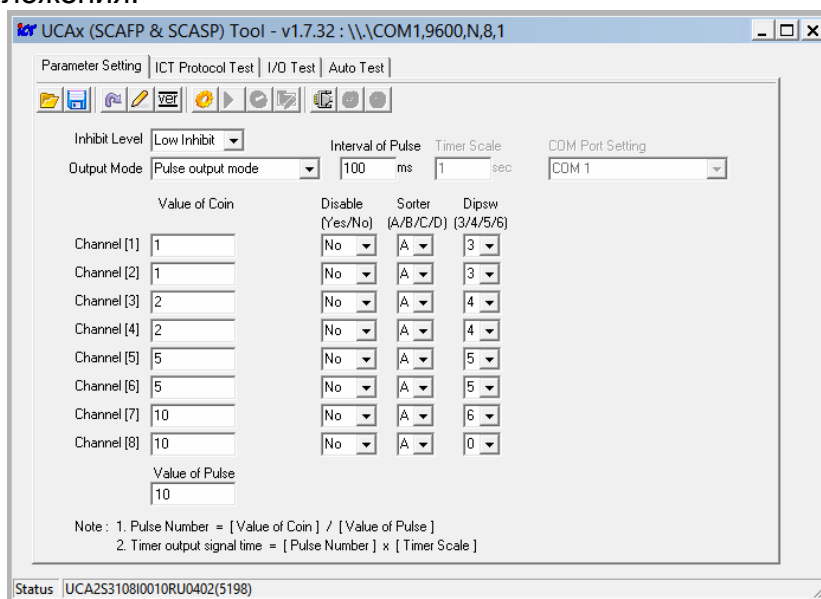 ложения.
UCAx (SCAFP & SCASP) Tool - v1.7.32 : \\.\COM1,9600,N,8,1
Parameter Setting ICT Protocol Test I/O Test Auto Test
ver
Inhibit Level Low Inhibit Interval of Pulse Timer Scale COM Port Setting
Output Mode Pulse output mode 100 ms 1 sec COM 1
Value of Coin Disable Sorter Dipsw
(Yes/No) (A/B/C/D) (3/4/5/6)
Channel [1] 1 No A 3
Channel [2] 1 No A 3
Channel [3] 2 No A 4
Channel [4] 2 No A 4
Channel [5] 5 No A 5
Channel [6] 5 No A 5
Channel [7] 10 No A 6
Channel [8] 10 No A 0
Value of Pulse
10
Note : 1. Pulse Number = [ Value of Coin ] / [ Value of Pulse ]
2. Timer output signal time = [ Pulse Number ] x [ Timer Scale ]
Status UCA2S3108I0010RU0402(5198)